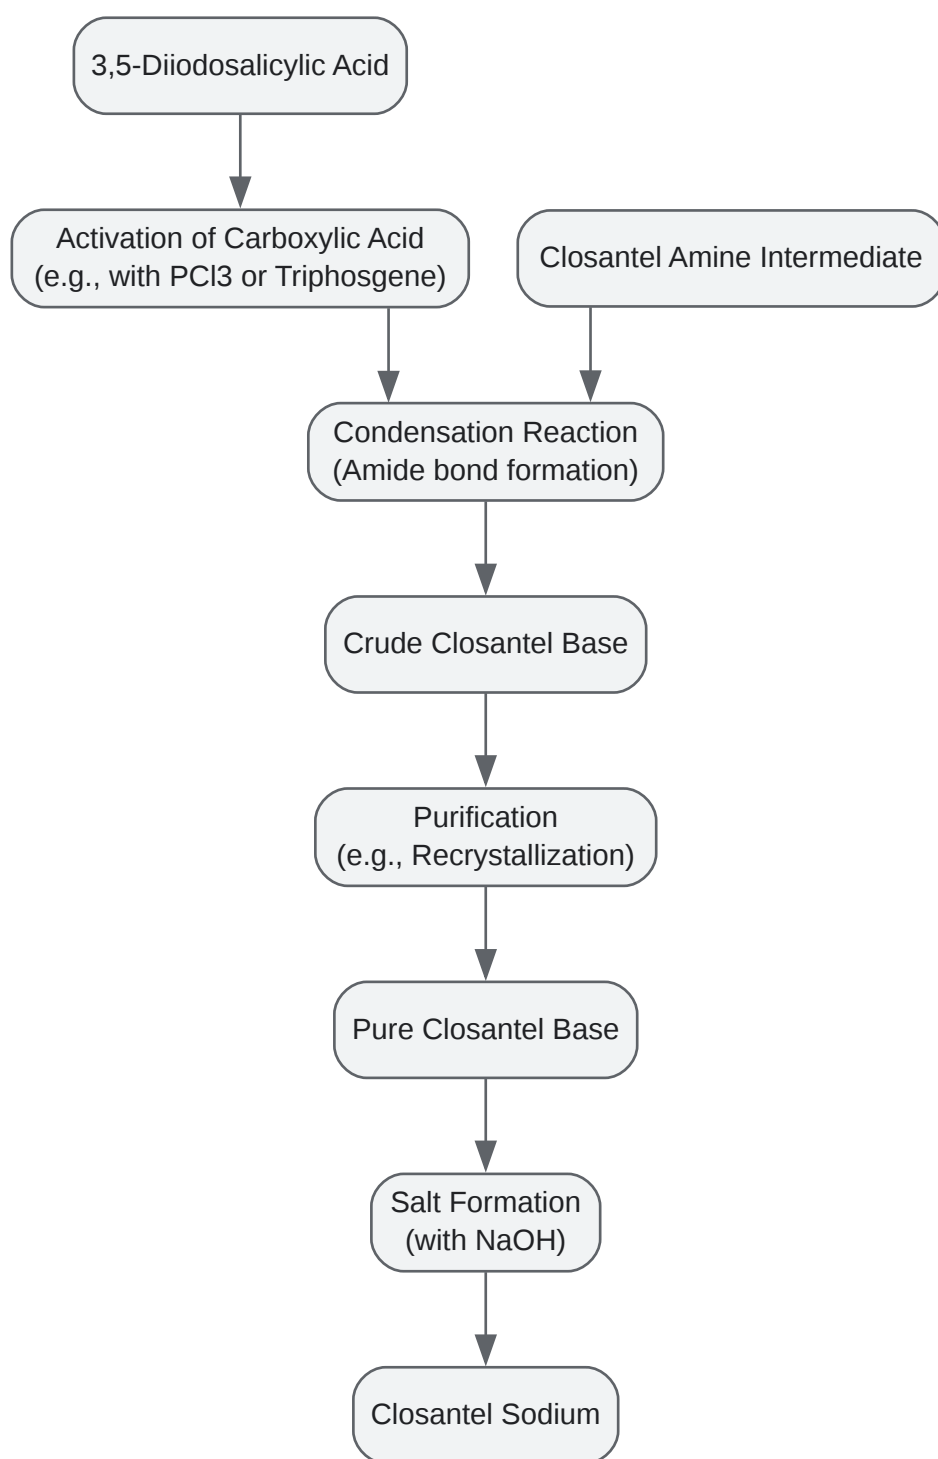 3,5-Diiodosalicylic Acid
Activation of Carboxylic Acid
(e.g., with PCl3 or Triphosgene)
Closantel Amine Intermediate
Condensation Reaction
(Amide bond formation)
Crude Closantel Base
Purification
(e.g., Recrystallization)
Pure Closantel Base
Salt Formation
(with NaOH)
Closantel Sodium